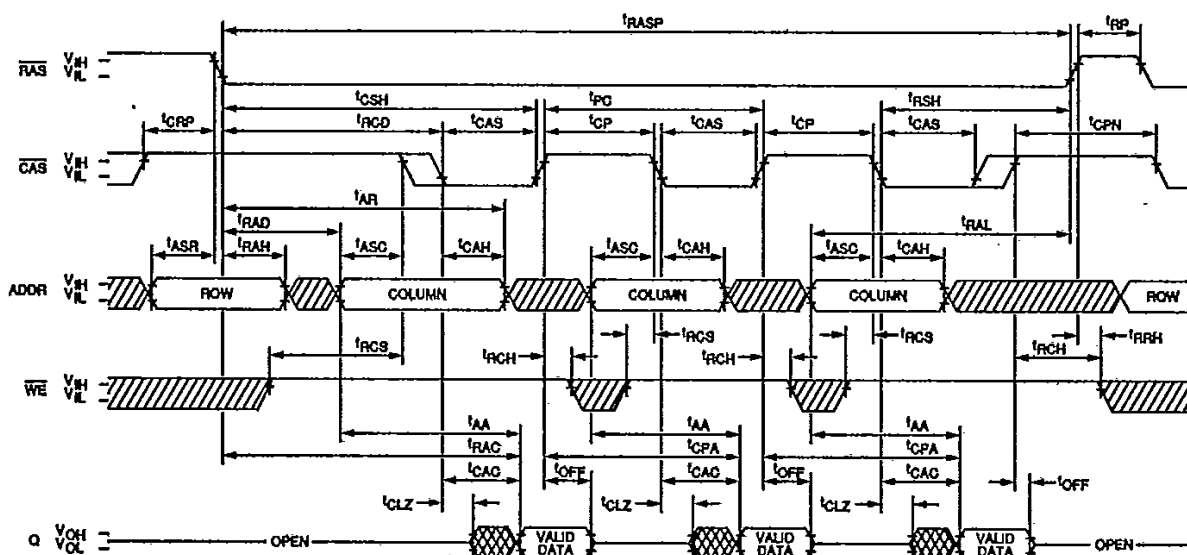 tRASP
tRP
RAS VIH VIL
tCSH tPC tRSH
tCRP tRCD tCAS tCP tCAS tCP tCAS tCPN
CAS VIH VIL
tAR
tRAD tRAL
tASR tRAH tASC tCAH tASC tCAH tASC tCAH
ADDR VIH VIL ROW COLUMN COLUMN COLUMN ROW
tRCS tRCH tRCS tRCH tRCS tRCH tRRH
WE VIH VIL
tAA tAA tAA
tRAC tCPA tCPA
tCAC tOFF tCAC tOFF tCAC
tCLZ tCLZ tCLZ tOFF
Q VOH VOL OPEN VALID DATA VALID DATA VALID DATA OPEN